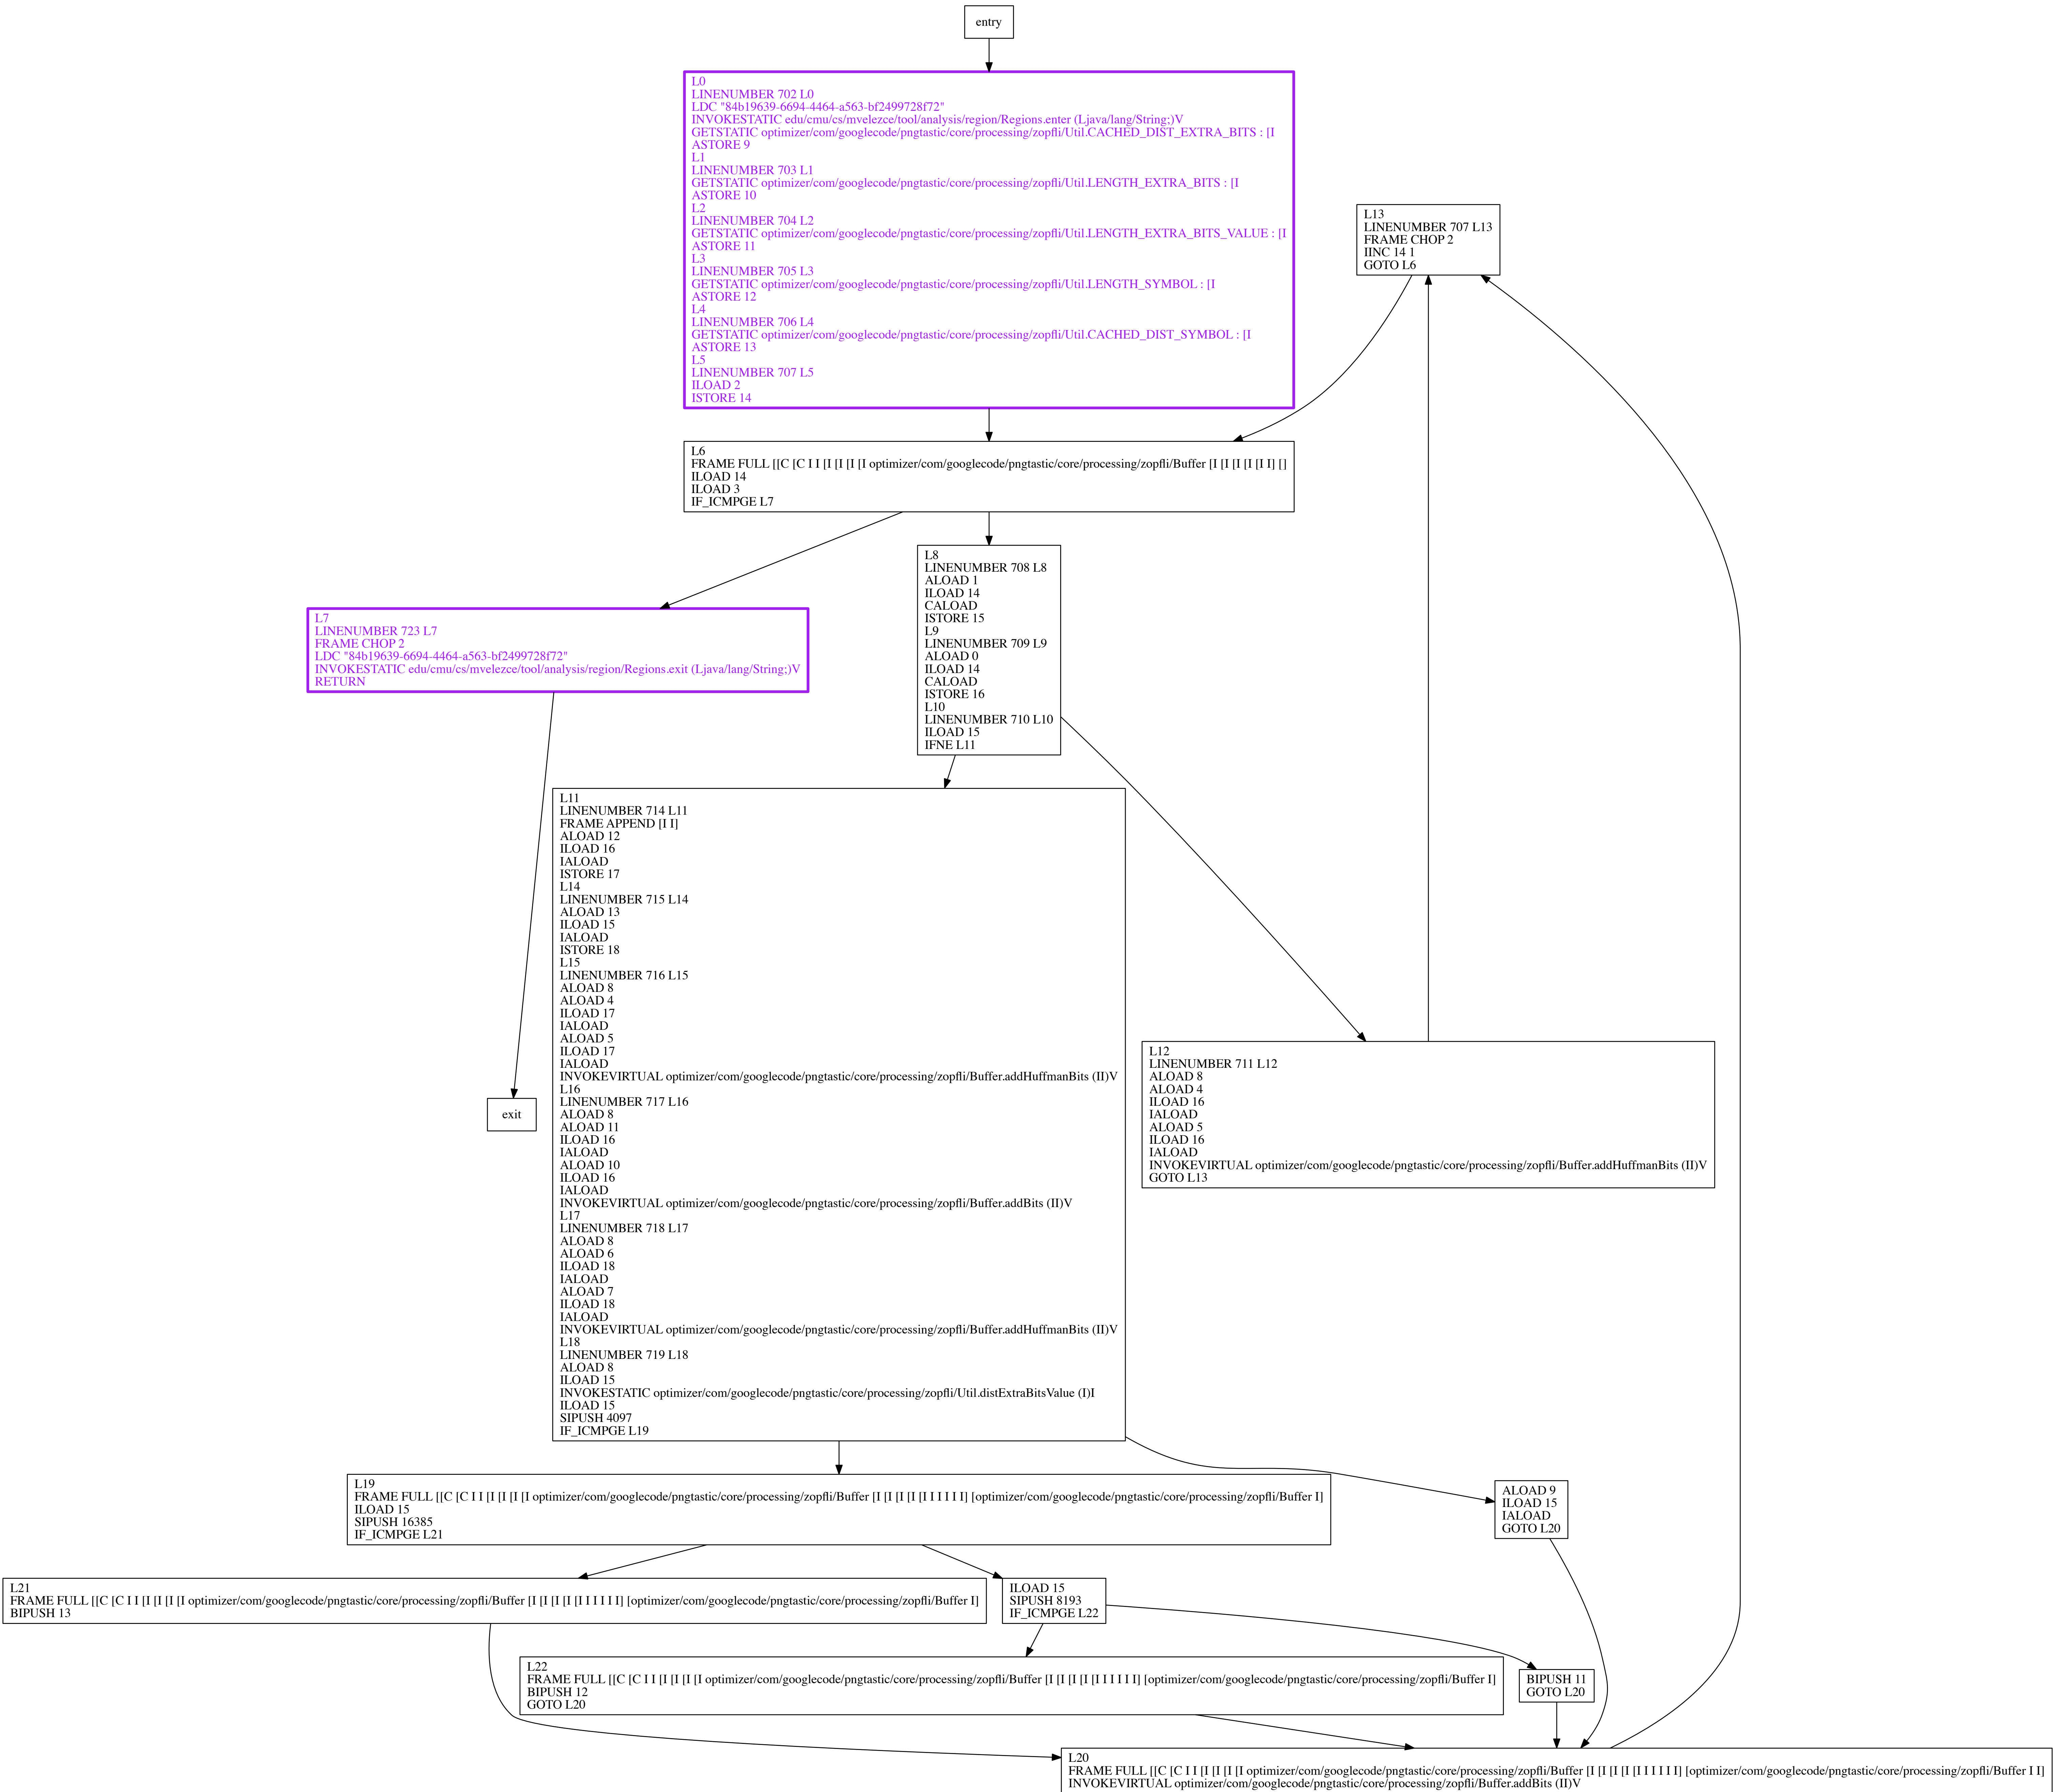 entry
L0
LINENUMBER 702 L0
LDC "84b19639-6694-4464-a563-bf2499728f72"
INVOKESTATIC edu/cmu/cs/mvelezce/tool/analysis/region/Regions.enter (Ljava/lang/String;)V
GETSTATIC optimizer/com/googlecode/pngtastic/core/processing/zopfli/Util.CACHED_DIST_EXTRA_BITS : [I
ASTORE 9
L1
LINENUMBER 703 L1
GETSTATIC optimizer/com/googlecode/pngtastic/core/processing/zopfli/Util.LENGTH_EXTRA_BITS : [I
ASTORE 10
L2
LINENUMBER 704 L2
GETSTATIC optimizer/com/googlecode/pngtastic/core/processing/zopfli/Util.LENGTH_EXTRA_BITS_VALUE : [I
ASTORE 11
L3
LINENUMBER 705 L3
GETSTATIC optimizer/com/googlecode/pngtastic/core/processing/zopfli/Util.LENGTH_SYMBOL : [I
ASTORE 12
L4
LINENUMBER 706 L4
GETSTATIC optimizer/com/googlecode/pngtastic/core/processing/zopfli/Util.CACHED_DIST_SYMBOL : [I
ASTORE 13
L5
LINENUMBER 707 L5
ILOAD 2
ISTORE 14
L13
LINENUMBER 707 L13
FRAME CHOP 2
IINC 14 1
GOTO L6
L6
FRAME FULL [[C [C I I [I [I [I [I optimizer/com/googlecode/pngtastic/core/processing/zopfli/Buffer [I [I [I [I [I I] []
ILOAD 14
ILOAD 3
IF_ICMPGE L7
L7
LINENUMBER 723 L7
FRAME CHOP 2
LDC "84b19639-6694-4464-a563-bf2499728f72"
INVOKESTATIC edu/cmu/cs/mvelezce/tool/analysis/region/Regions.exit (Ljava/lang/String;)V
RETURN
L8
LINENUMBER 708 L8
ALOAD 1
ILOAD 14
CALOAD
ISTORE 15
L9
LINENUMBER 709 L9
ALOAD 0
ILOAD 14
CALOAD
ISTORE 16
L10
LINENUMBER 710 L10
ILOAD 15
IFNE L11
L11
LINENUMBER 714 L11
FRAME APPEND [I I]
ALOAD 12
ILOAD 16
IALOAD
ISTORE 17
L14
LINENUMBER 715 L14
ALOAD 13
ILOAD 15
IALOAD
ISTORE 18
L15
LINENUMBER 716 L15
ALOAD 8
ALOAD 4
ILOAD 17
IALOAD
ALOAD 5
ILOAD 17
IALOAD
INVOKEVIRTUAL optimizer/com/googlecode/pngtastic/core/processing/zopfli/Buffer.addHuffmanBits (II)V
L16
LINENUMBER 717 L16
ALOAD 8
ALOAD 11
ILOAD 16
IALOAD
ALOAD 10
ILOAD 16
IALOAD
INVOKEVIRTUAL optimizer/com/googlecode/pngtastic/core/processing/zopfli/Buffer.addBits (II)V
L17
LINENUMBER 718 L17
ALOAD 8
ALOAD 6
ILOAD 18
IALOAD
ALOAD 7
ILOAD 18
IALOAD
INVOKEVIRTUAL optimizer/com/googlecode/pngtastic/core/processing/zopfli/Buffer.addHuffmanBits (II)V
L18
LINENUMBER 719 L18
ALOAD 8
ILOAD 15
INVOKESTATIC optimizer/com/googlecode/pngtastic/core/processing/zopfli/Util.distExtraBitsValue (I)I
ILOAD 15
SIPUSH 4097
IF_ICMPGE L19
exit
L12
LINENUMBER 711 L12
ALOAD 8
ALOAD 4
ILOAD 16
IALOAD
ALOAD 5
ILOAD 16
IALOAD
INVOKEVIRTUAL optimizer/com/googlecode/pngtastic/core/processing/zopfli/Buffer.addHuffmanBits (II)V
GOTO L13
L19
FRAME FULL [[C [C I I [I [I [I [I optimizer/com/googlecode/pngtastic/core/processing/zopfli/Buffer [I [I [I [I [I I I I I I] [optimizer/com/googlecode/pngtastic/core/processing/zopfli/Buffer I]
ILOAD 15
SIPUSH 16385
IF_ICMPGE L21
ALOAD 9
ILOAD 15
IALOAD
GOTO L20
L21
FRAME FULL [[C [C I I [I [I [I [I optimizer/com/googlecode/pngtastic/core/processing/zopfli/Buffer [I [I [I [I [I I I I I I] [optimizer/com/googlecode/pngtastic/core/processing/zopfli/Buffer I]
BIPUSH 13
ILOAD 15
SIPUSH 8193
IF_ICMPGE L22
L22
FRAME FULL [[C [C I I [I [I [I [I optimizer/com/googlecode/pngtastic/core/processing/zopfli/Buffer [I [I [I [I [I I I I I I] [optimizer/com/googlecode/pngtastic/core/processing/zopfli/Buffer I]
BIPUSH 12
GOTO L20
BIPUSH 11
GOTO L20
L20
FRAME FULL [[C [C I I [I [I [I [I optimizer/com/googlecode/pngtastic/core/processing/zopfli/Buffer [I [I [I [I [I I I I I I] [optimizer/com/googlecode/pngtastic/core/processing/zopfli/Buffer I I]
INVOKEVIRTUAL optimizer/com/googlecode/pngtastic/core/processing/zopfli/Buffer.addBits (II)V